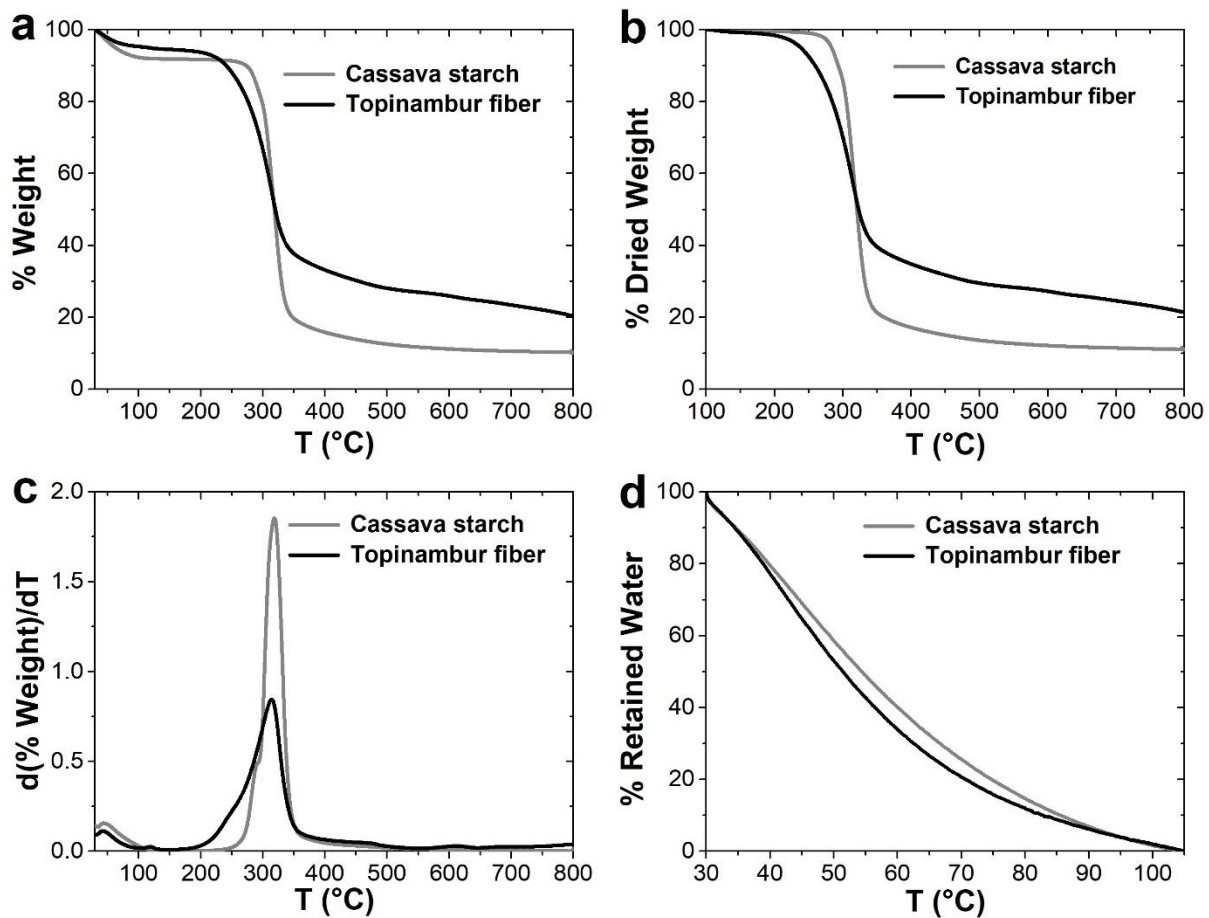 a
Cassava starch
Topinambur fiber
% Weight
100
80
60
40
20
0
100 200 300 400 500 600 700 800
T (°C)
b
Cassava starch
Topinambur fiber
% Dried Weight
100
80
60
40
20
0
100 200 300 400 500 600 700 800
T (°C)
c
Cassava starch
Topinambur fiber
d(% Weight)/dT
2.0
1.5
1.0
0.5
0.0
100 200 300 400 500 600 700 800
T (°C)
d
Cassava starch
Topinambur fiber
% Retained Water
100
80
60
40
20
0
30 40 50 60 70 80 90 100
T (°C)